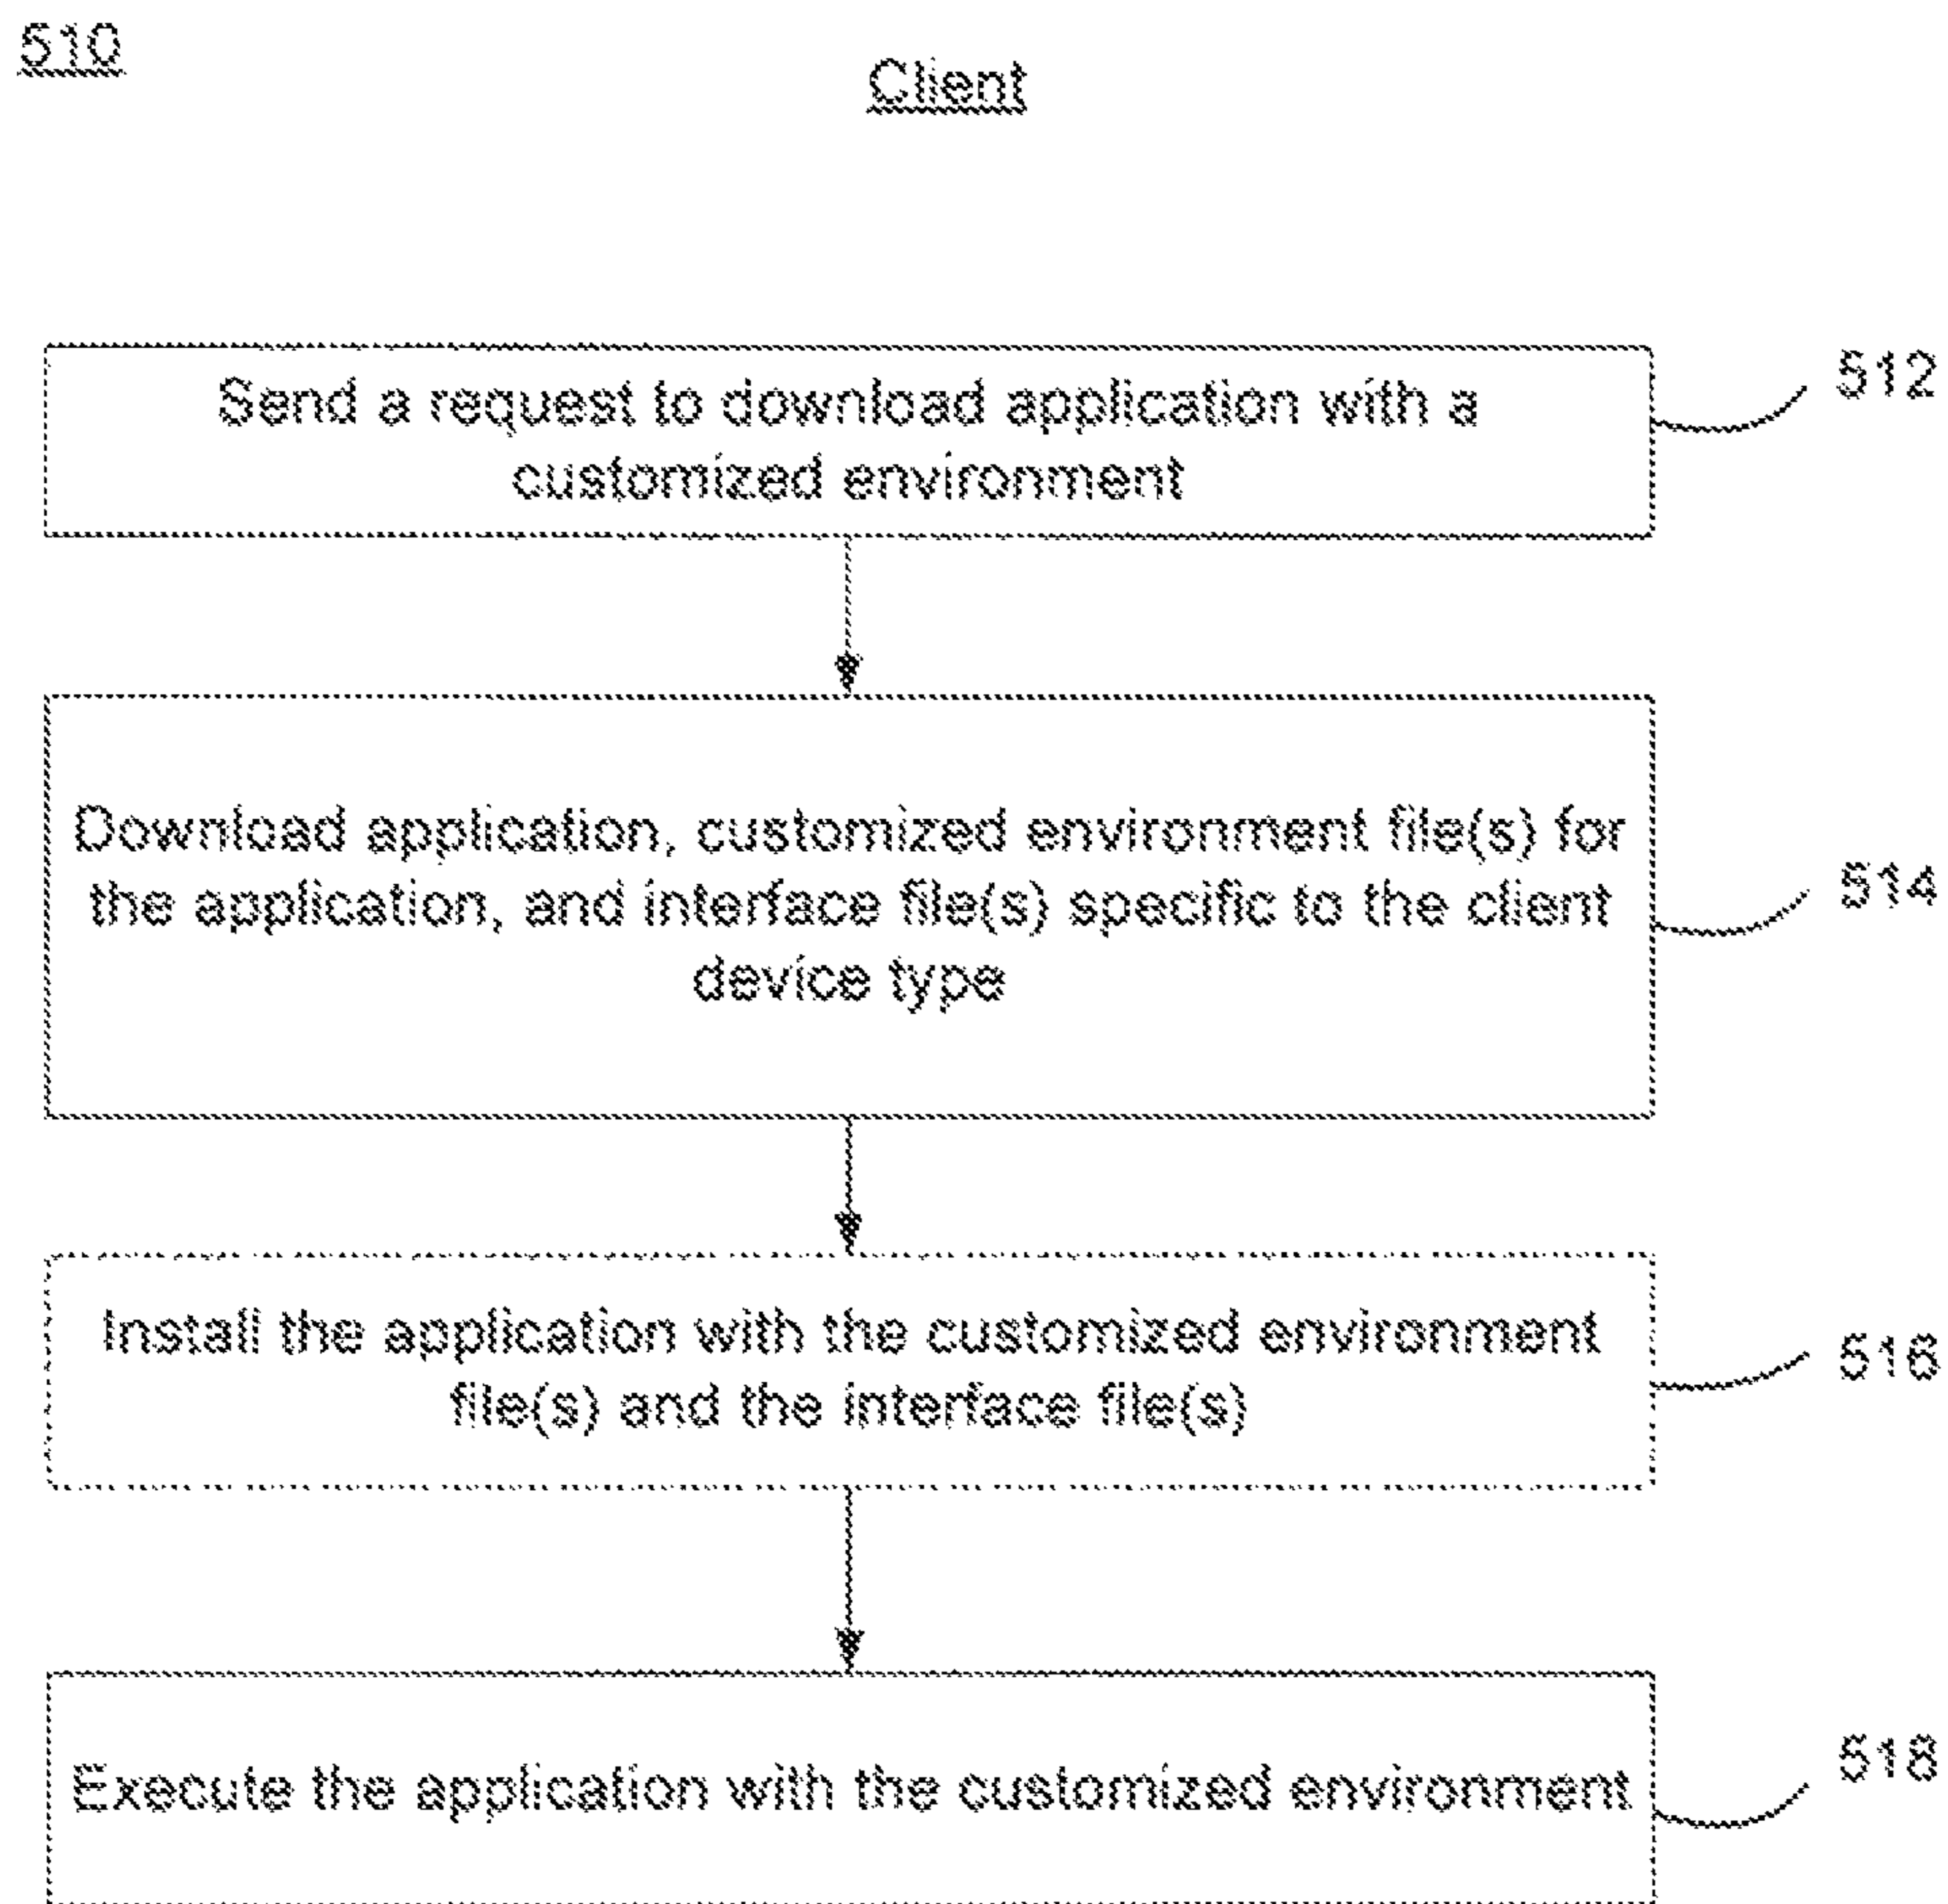 510
Client
Send a request to download application with a
customized environment
512
Download application, customized environment file(s) for
the application, and interface file(s) specific to the client
device type
514
Install the application with the customized environment
file(s) and the interface file(s)
516
Execute the application with the customized environment
518